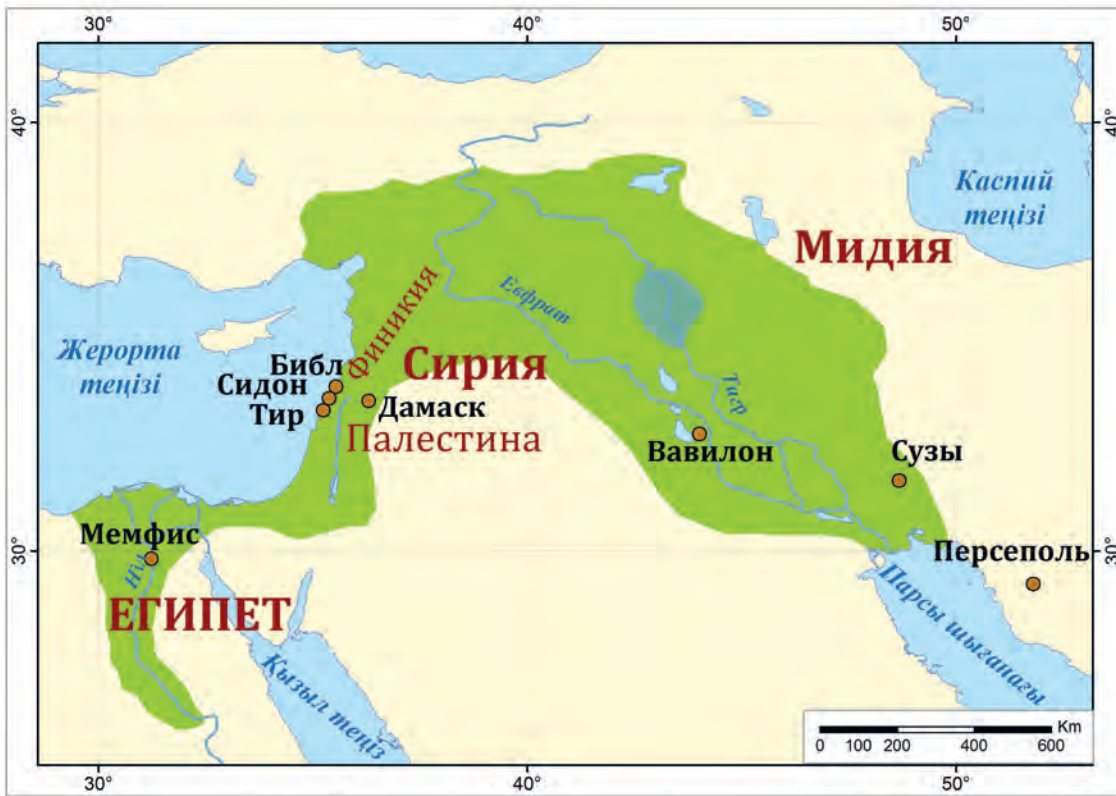 30°
40°
50°
40°
40°
Каспий
теңізі
Мидия
Евфрат
Финикия
Жерорта
теңізі
Библ
Сирия
Сидон
Тир
Дамаск
Тигр
Палестина
Вавилон
Сузы
Мемфис
30°
Персеполь
30°
Ніл
ЕГИПЕТ
Парсы шығанағы
Қызыл теңіз
Km
0 100 200 400 600
30°
40°
50°